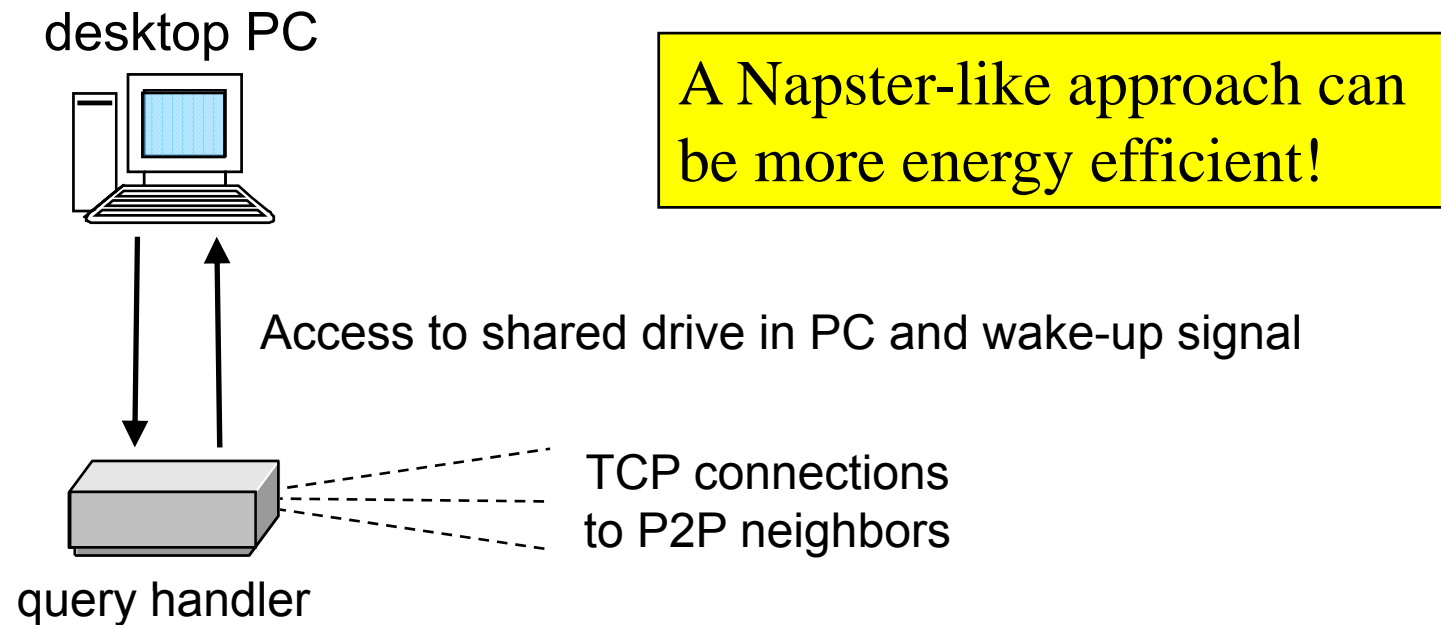 desktop PC
A Napster-like approach can
be more energy efficient!
Access to shared drive in PC and wake-up signal
TCP connections
to P2P neighbors
query handler